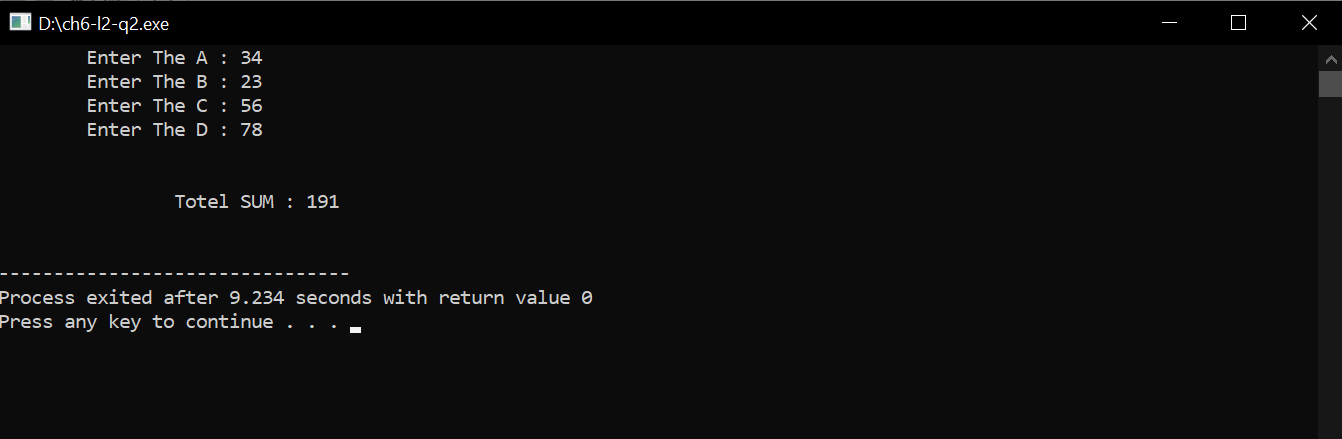 D:\ch6-l2-q2.exe
Enter The A : 34
Enter The B : 23
Enter The C : 56
Enter The D : 78
Totel SUM : 191
--------------------------------
Process exited after 9.234 seconds with return value 0
Press any key to continue . . .